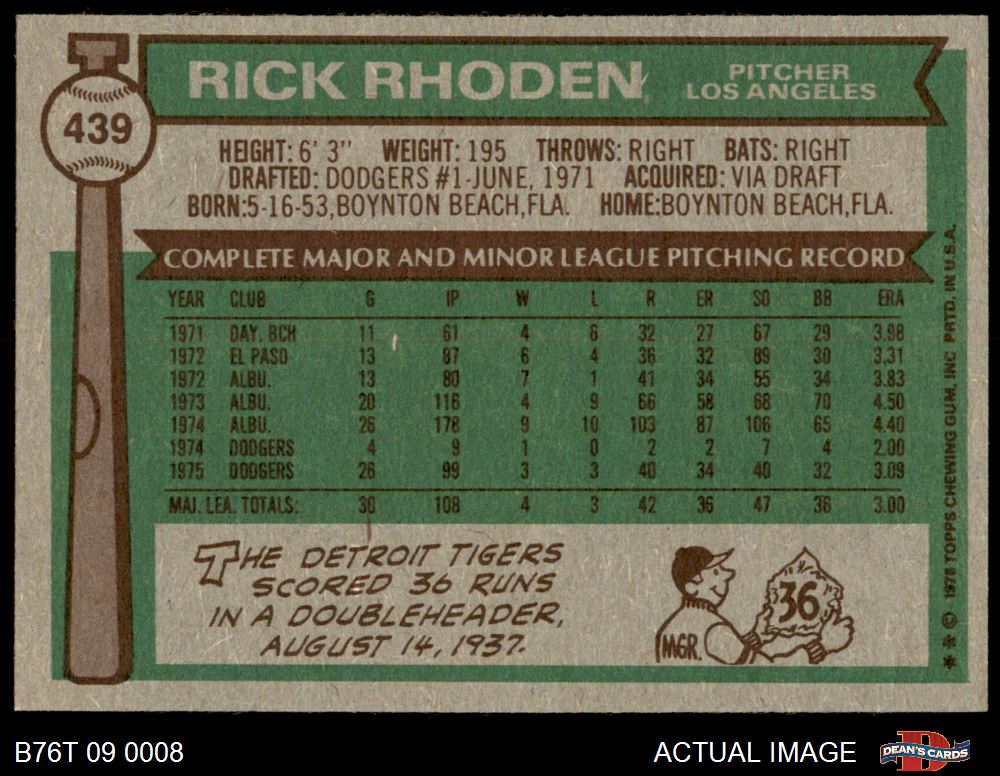 RICK RHODEN
PITCHER
LOS ANGELES
439
HEIGHT: 6' 3" WEIGHT: 195 THROWS: RIGHT BATS: RIGHT
DRAFTED: DODGERS #1-JUNE, 1971 ACQUIRED: VIA DRAFT
BORN:5-16-53,BOYNTON BEACH,FLA. HOME:BOYNTON BEACH,FLA.
COMPLETE MAJOR AND MINOR LEAGUE PITCHING RECORD
YEAR CLUB G IP W L R ER SO BB ERA
1971 DAY. BCH 11 61 4 6 32 27 67 29 3.98
1972 EL PASO 13 87 6 4 36 32 89 30 3.31
1972 ALBU. 13 80 7 1 41 34 55 34 3.83
1973 ALBU. 20 116 4 9 66 58 68 70 4.50
1974 ALBU. 26 178 9 10 103 87 106 65 4.40
1974 DODGERS 4 9 1 0 2 2 7 4 2.00
1975 DODGERS 26 99 3 3 40 34 40 32 3.09
MAJ. LEA. TOTALS: 30 108 4 3 42 36 47 36 3.00
THE DETROIT TIGERS
SCORED 36 RUNS
IN A DOUBLEHEADER,
AUGUST 14, 1937.
36
MGR.
** © 1976 TOPPS CHEWING GUM, INC PRTD. IN U.S.A.
B76T 09 0008
ACTUAL IMAGE
D
DEAN'S CARDS